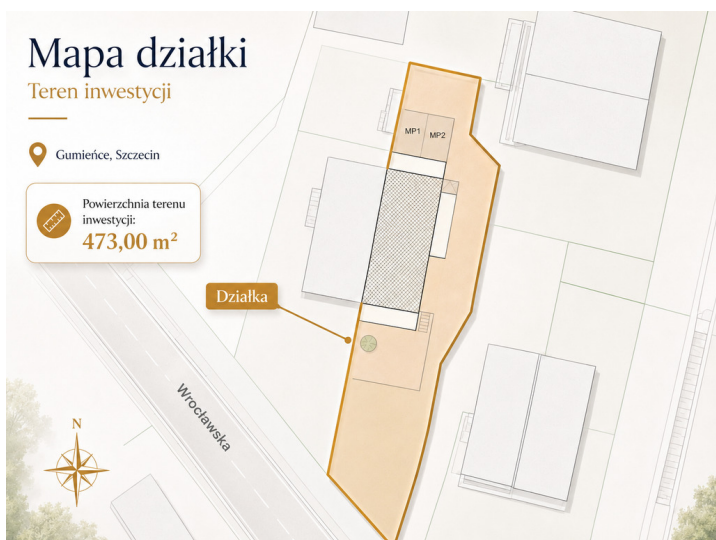 Mapa działki
Teren inwestycji
Gumieńce, Szczecin
Powierzchnia terenu
inwestycji:
473,00 m²
MP1 MP2
Działka
Wrocławska
N